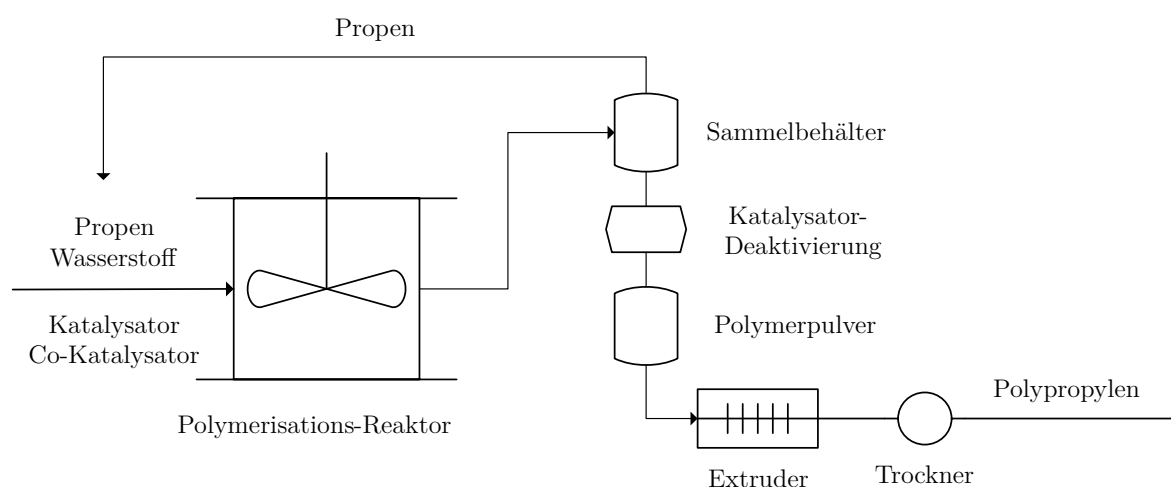 Propen
Sammelbehälter
Propen
Wasserstoff
Katalysator-
Deaktivierung
Katalysator
Co-Katalysator
Polymerpulver
Polypropylen
Polymerisations-Reaktor
Extruder
Trockner